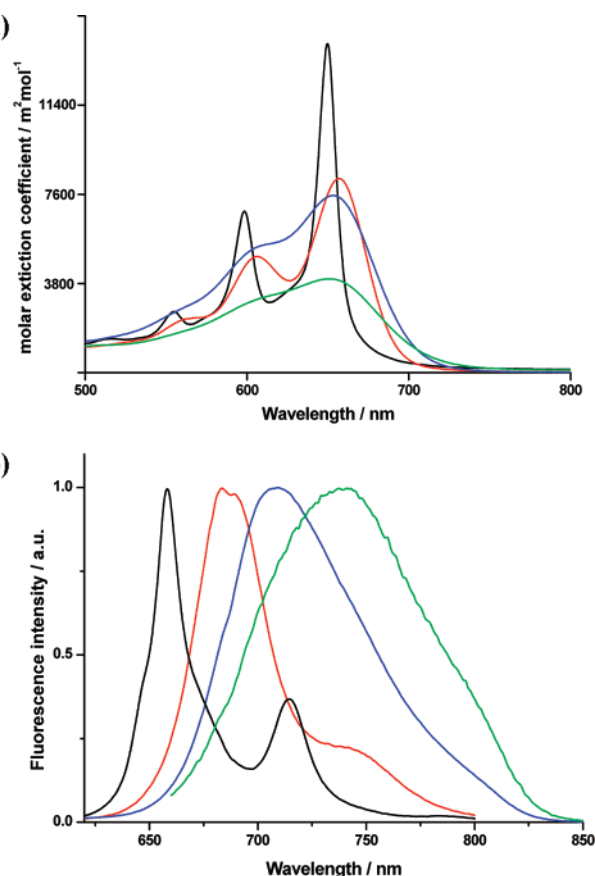 )
molar extiction coefficient / m²mol⁻¹
11400
7600
3800
500 600 700 800
Wavelength / nm
)
Fluorescence intensity / a.u.
1.0
0.5
0.0
650 700 750 800 850
Wavelength / nm